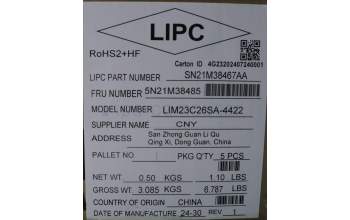 LIPC
RoHS2+HF
Carton ID 4G23202407240001
LIPC PART NUMBER SN21M38467AA
FRU NUMBER 5N21M38485
MODEL NUMBER LIM23C26SA-4422
SUPPLIER NAME CNY
ADDRESS San Zhong Guan Li Qu
Qing Xi, Dong Guan, China
PALLET NO PKG Q'TY 5 PCS
NET WT. 0.50 KGS 1.10 LBS
GROSS WT. 3.085 KGS 6.787 LBS
COUNTRY OF ORIGIN CHINA
DATE OF MANUFACTURE 24-30 REV. 1